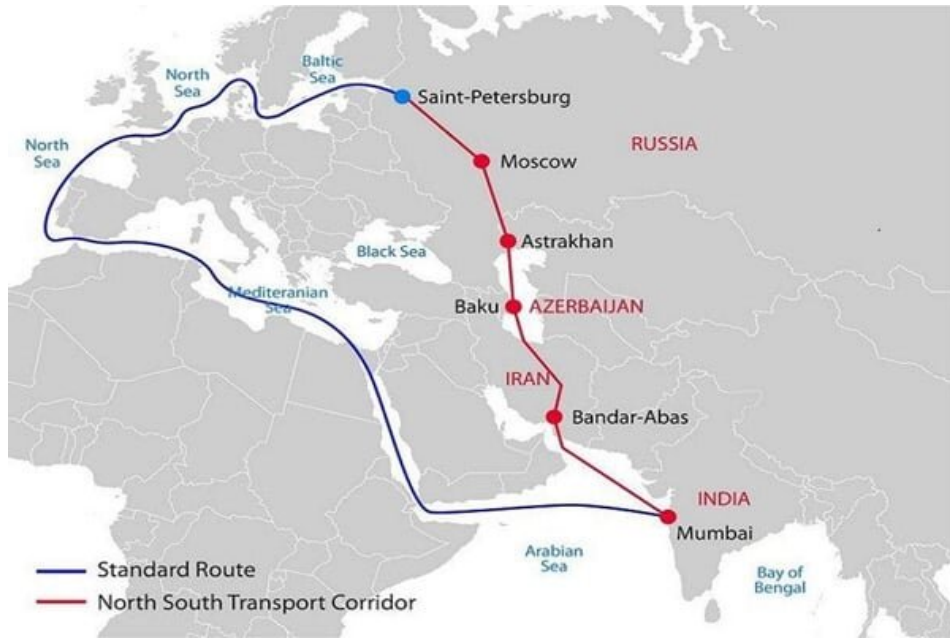 North
Sea
Baltic
Sea
Saint-Petersburg
North
Sea
Moscow
RUSSIA
Astrakhan
Black Sea
Mediteranian
Sea
Baku
AZERBAIJAN
IRAN
Bandar-Abas
INDIA
Mumbai
Arabian
Sea
Bay of
Bengal
Standard Route
North South Transport Corridor